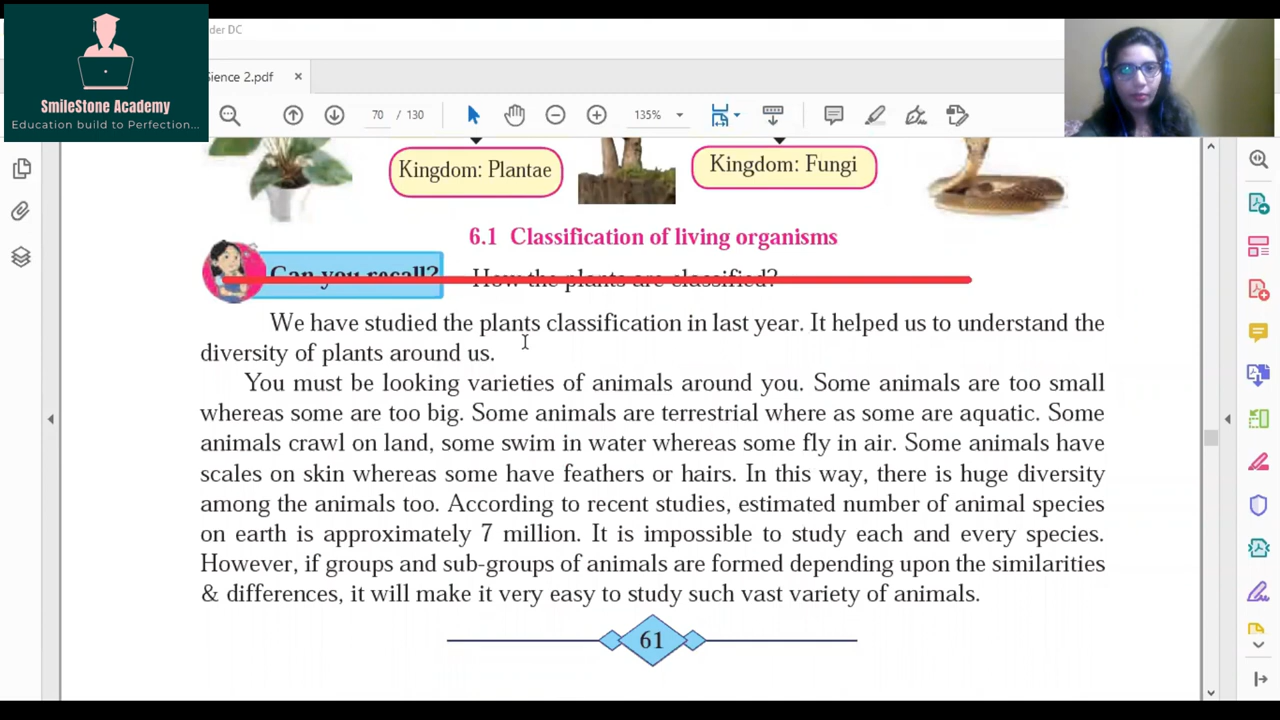 der DC
SmileStone Academy
Education build to Perfection...
ience 2.pdf ×
70 / 130
135%
Kingdom: Plantae
Kingdom: Fungi
6.1 Classification of living organisms
Can you recall?
How the plants are classified?
We have studied the plants classification in last year. It helped us to understand the
diversity of plants around us.
You must be looking varieties of animals around you. Some animals are too small
whereas some are too big. Some animals are terrestrial where as some are aquatic. Some
animals crawl on land, some swim in water whereas some fly in air. Some animals have
scales on skin whereas some have feathers or hairs. In this way, there is huge diversity
among the animals too. According to recent studies, estimated number of animal species
on earth is approximately 7 million. It is impossible to study each and every species.
However, if groups and sub-groups of animals are formed depending upon the similarities
& differences, it will make it very easy to study such vast variety of animals.
61